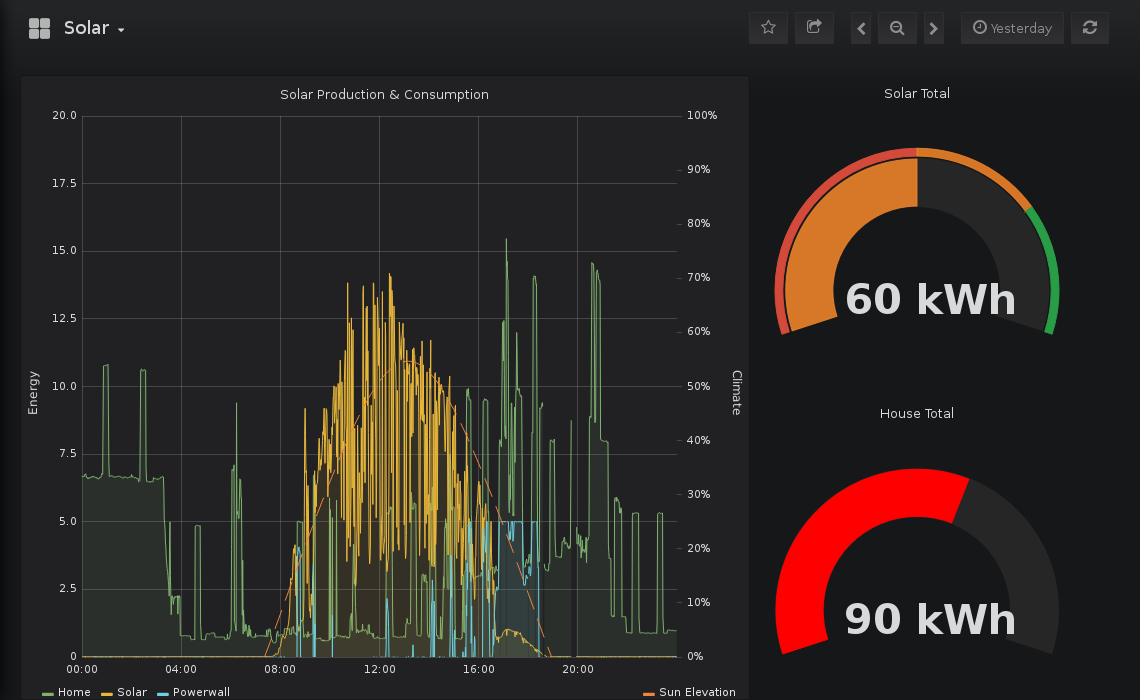 Solar
Yesterday
Solar Production & Consumption
20.0
17.5
15.0
12.5
10.0
7.5
5.0
2.5
0
Energy
100%
90%
80%
70%
60%
50%
40%
30%
20%
10%
0%
Climate
00:00 04:00 08:00 12:00 16:00 20:00
Home Solar Powerwall Sun Elevation
Solar Total
60 kWh
House Total
90 kWh